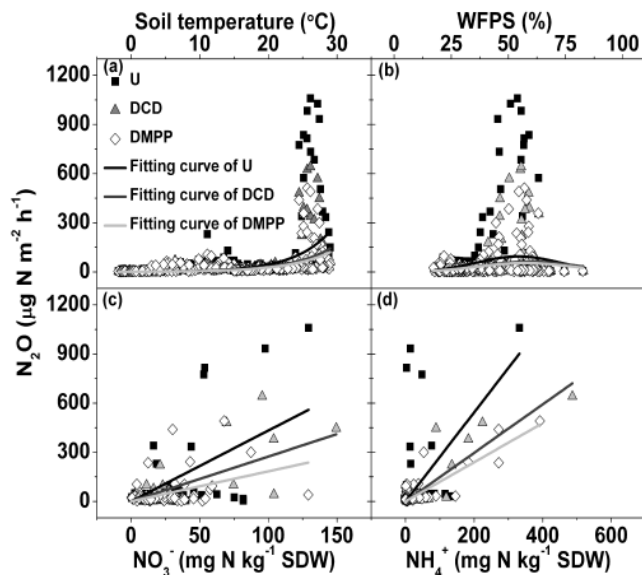 Soil temperature (°C) WFPS (%)
0 10 20 30 0 25 50 75 100
(a) (b)
U
DCD
DMPP
Fitting curve of U
Fitting curve of DCD
Fitting curve of DMPP
1200
900
600
300
0
N₂O (μg N m⁻² h⁻¹)
(c) (d)
1200
900
600
300
0
0 50 100 150 0 200 400 600
NO₃⁻ (mg N kg⁻¹ SDW) NH₄⁺ (mg N kg⁻¹ SDW)